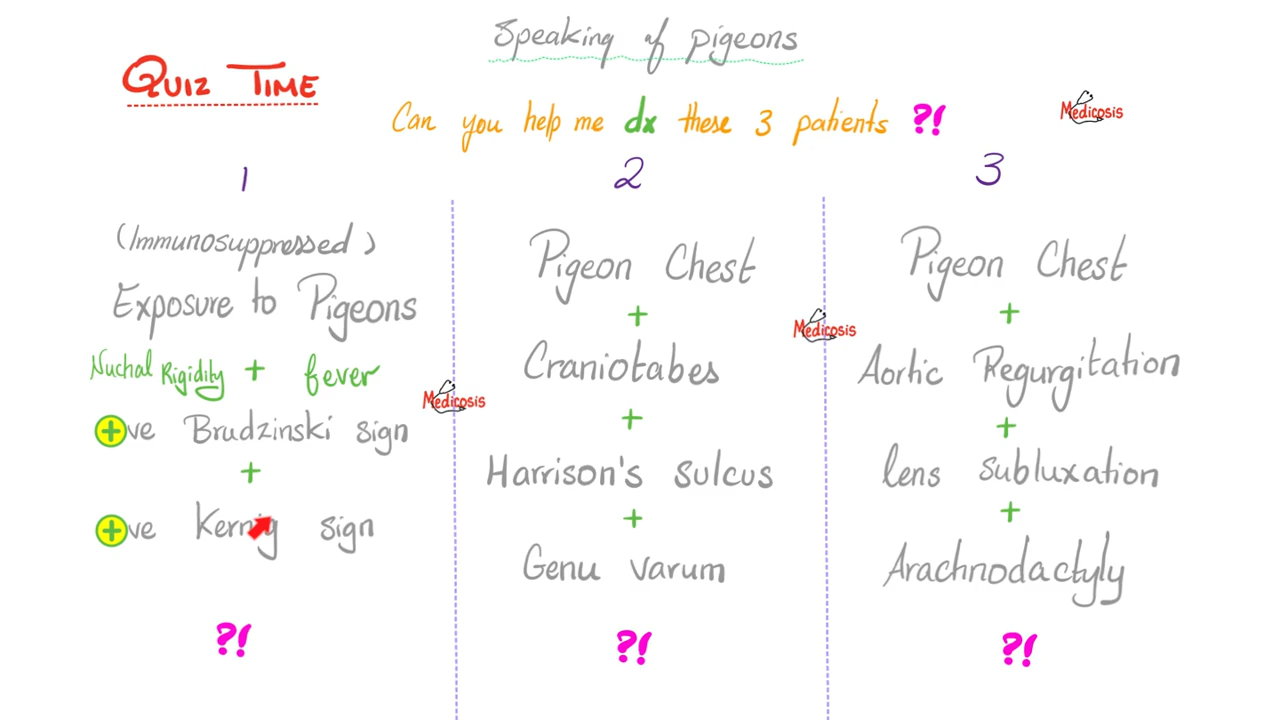 Speaking of pigeons
QUIZ TIME
Can you help me dx these 3 patients ?!
Medicosis
1
(Immunosuppressed)
Exposure to Pigeons
Nuchal Rigidity + fever
+ve Brudzinski sign
+
+ve Kernig sign
?!
Medicosis
2
Pigeon Chest
+
Craniotabes
+
Harrison's sulcus
+
Genu varum
?!
Medicosis
3
Pigeon Chest
+
Aortic Regurgitation
+
lens subluxation
+
Arachnodactyly
?!